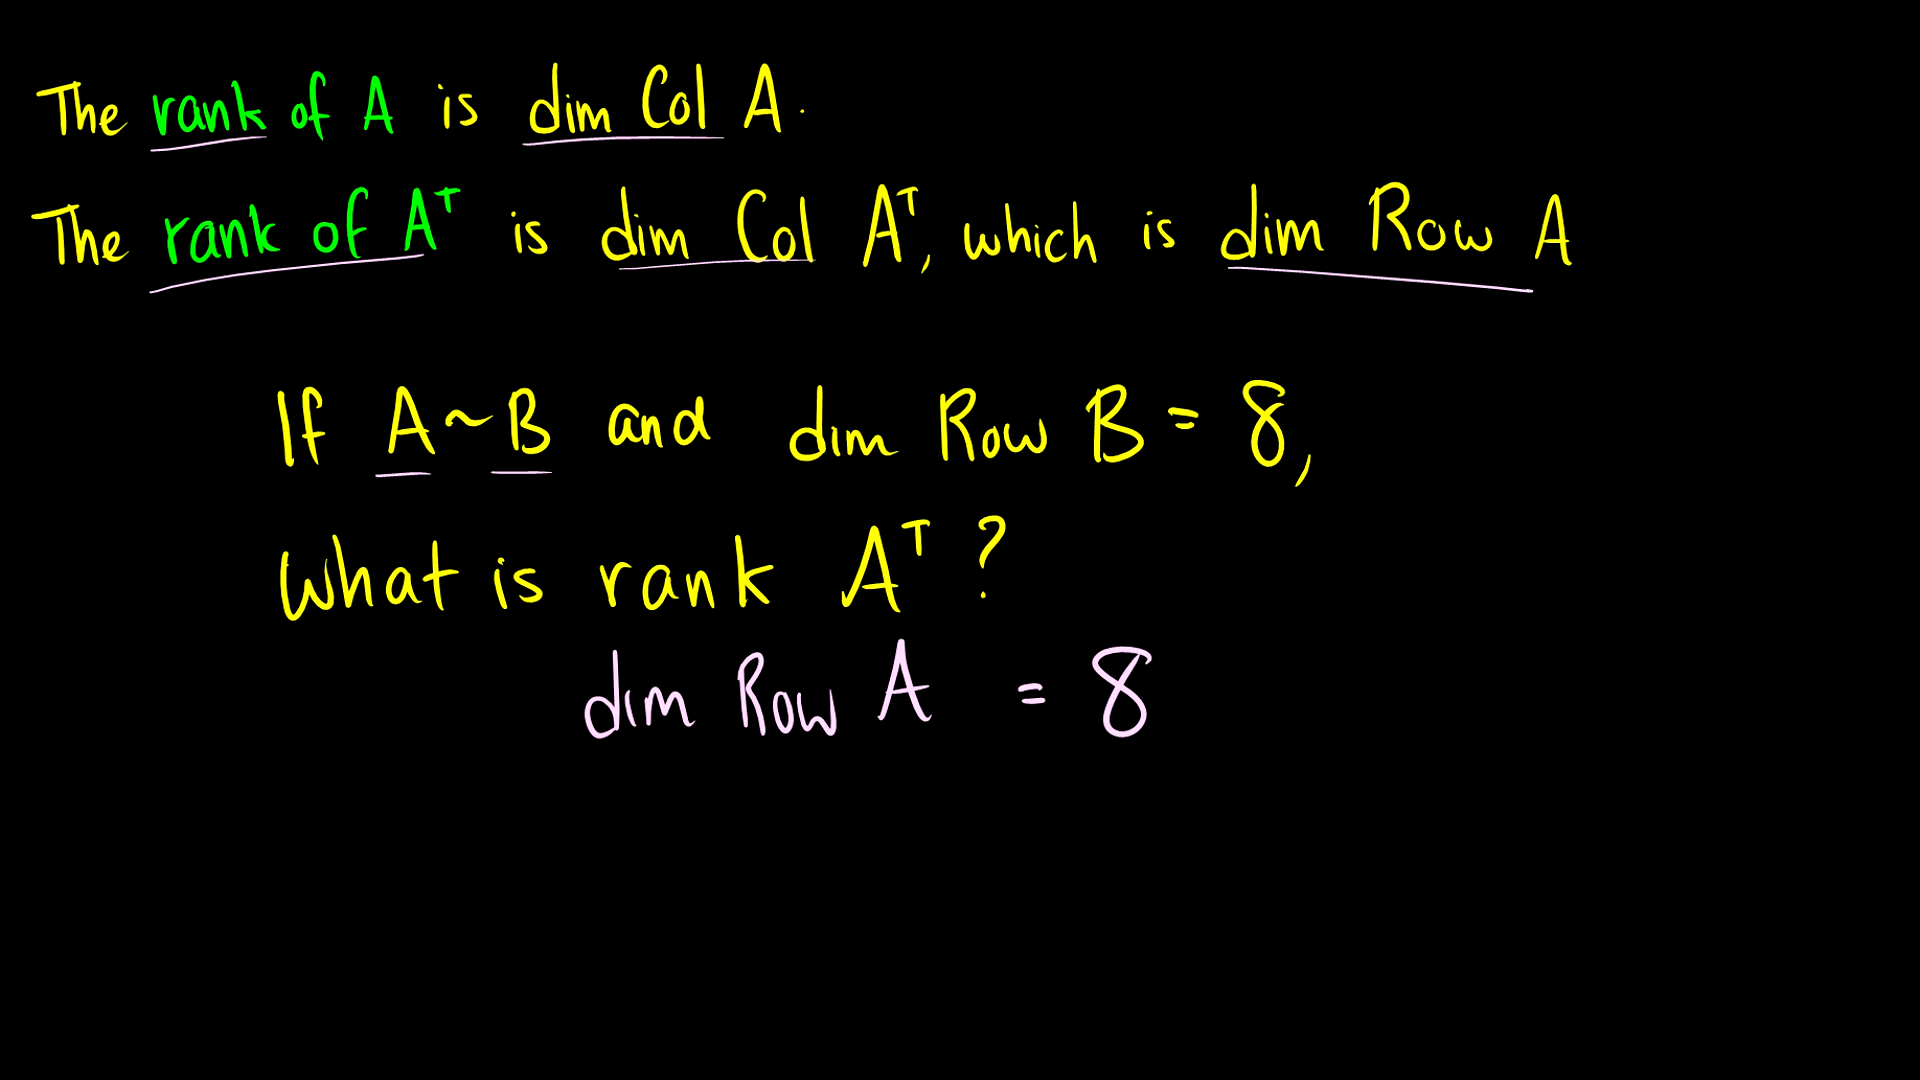 The rank of A is dim Col A.
The rank of Aᵀ is dim Col Aᵀ, which is dim Row A
If A ~ B and dim Row B = 8,
What is rank Aᵀ ?
dim Row A = 8